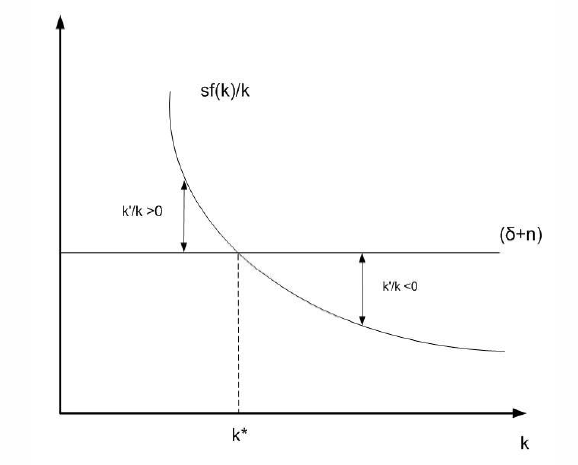 sf(k)/k
k'/k >0
(δ+n)
k'/k <0
k*
k